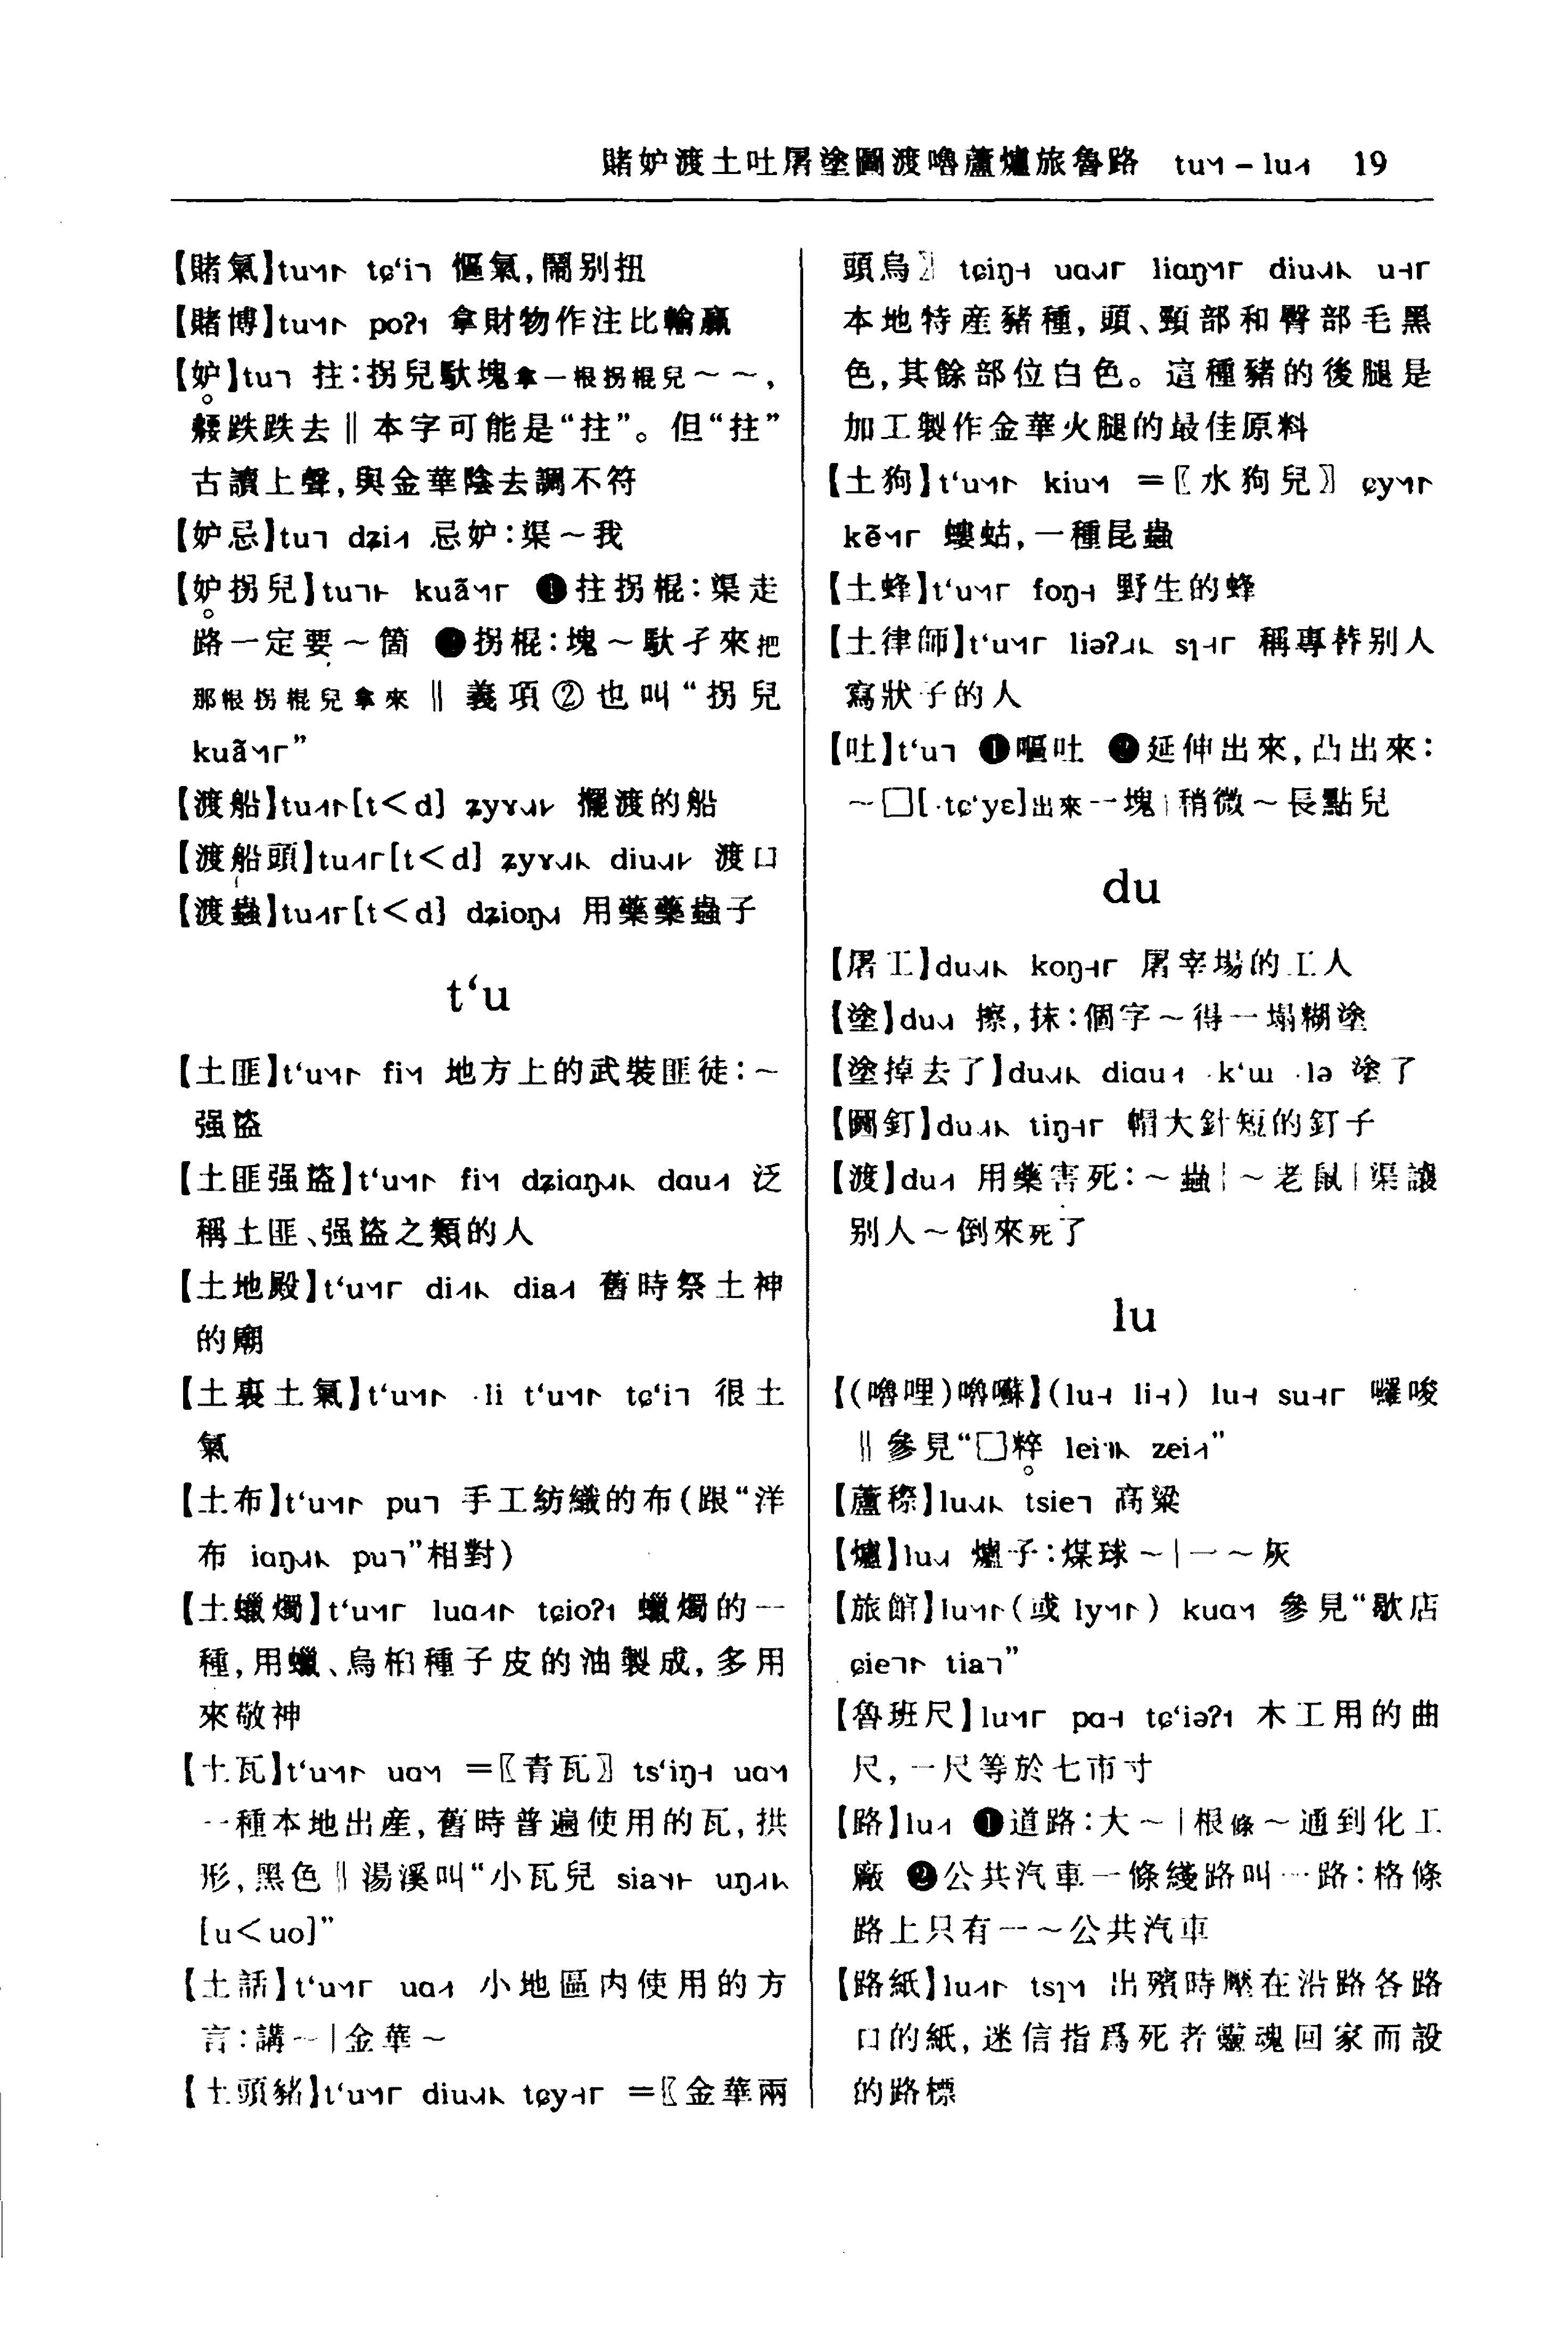 賭妒渡土吐屠塗圖渡嚕蘆爐旅魯路 tu – lu 19
【賭氣】tu tɕ‘i 慪氣,鬧别扭
【賭博】tu poʔ 拿財物作注比輸贏
【妒】tu 拄:拐兒馱塊拿一根拐棍兒～～,
躴跌跌去‖本字可能是“拄”。但“拄”
古讀上聲,與金華陰去調不符
【妒忌】tu dʑi 忌妒:渠～我
【妒拐兒】tu kuɑ̃ ❶拄拐棍:渠走
路一定要～箇 ❷拐棍:塊～馱孑來把
那根拐棍兒拿來‖義項②也叫“拐兒
kuɑ̃”
【渡船】tu[t<d] ʑyɤ 擺渡的船
【渡船頭】tu[t<d] ʑyɤ diu 渡口
【渡蟲】tu[t<d] dʑioŋ 用藥藥蟲子
t‘u
【土匪】t‘u fi 地方上的武裝匪徒:～
强盜
【土匪强盜】t‘u fi dʑiɑŋ dɑu 泛
稱土匪、强盜之類的人
【土地殿】t‘u di dia 舊時祭土神
的廟
【土裏土氣】t‘u ·li t‘u tɕ‘i 很土
氣
【土布】t‘u pu 手工紡織的布(跟“洋
布 iɑŋ pu”相對)
【土蠟燭】t‘u luɑ tɕioʔ 蠟燭的一
種,用蠟、烏桕種子皮的油製成,多用
來敬神
【土瓦】t‘u uɑ =〖青瓦〗ts‘iŋ uɑ
一種本地出産,舊時普遍使用的瓦,拱
形,黑色‖湯溪叫“小瓦兒 sia uŋ
[u<uo]”
【土話】t‘u uɑ 小地區内使用的方
言:講～|金華～
【土頭豬】t‘u diu tɕy =〖金華兩
頭烏〗tɕiŋ uɑ liɑŋ diu u
本地特産豬種,頭、頸部和臀部毛黑
色,其餘部位白色。這種豬的後腿是
加工製作金華火腿的最佳原料
【土狗】t‘u kiu =〖水狗兒〗ɕy
kẽ 螻蛄,一種昆蟲
【土蜂】t‘u foŋ 野生的蜂
【土律師】t‘u liəʔ sɿ 稱專替别人
寫狀子的人
【吐】t‘u ❶嘔吐 ❷延伸出來,凸出來:
～□[·tɕ‘yɛ]出來一塊|稍微～長點兒
du
【屠工】du koŋ 屠宰場的工人
【塗】du 擦,抹:個字～得一塌糊塗
【塗掉去了】du diɑu ·k‘ɯ ·lə 塗了
【圖釘】du tiŋ 帽大針短的釘子
【渡】du 用藥害死:～蟲|～老鼠|渠讓
别人～倒來死了
lu
【(嚕哩)嚕囌】(lu li) lu su 囉唆
‖參見“□粹 lei zei”
【蘆穄】lu tsie 高粱
【爐】lu 爐子:煤球～|一～灰
【旅館】lu(或 ly) kuɑ 參見“歇店
ɕie tia”
【魯班尺】lu pɑ tɕ‘iəʔ 木工用的曲
尺,一尺等於七市寸
【路】lu ❶道路:大～|根條～通到化工
廠 ❷公共汽車一條綫路叫一路:格條
路上只有一～公共汽車
【路紙】lu tsɿ 出殯時壓在沿路各路
口的紙,迷信指爲死者靈魂回家而設
的路標